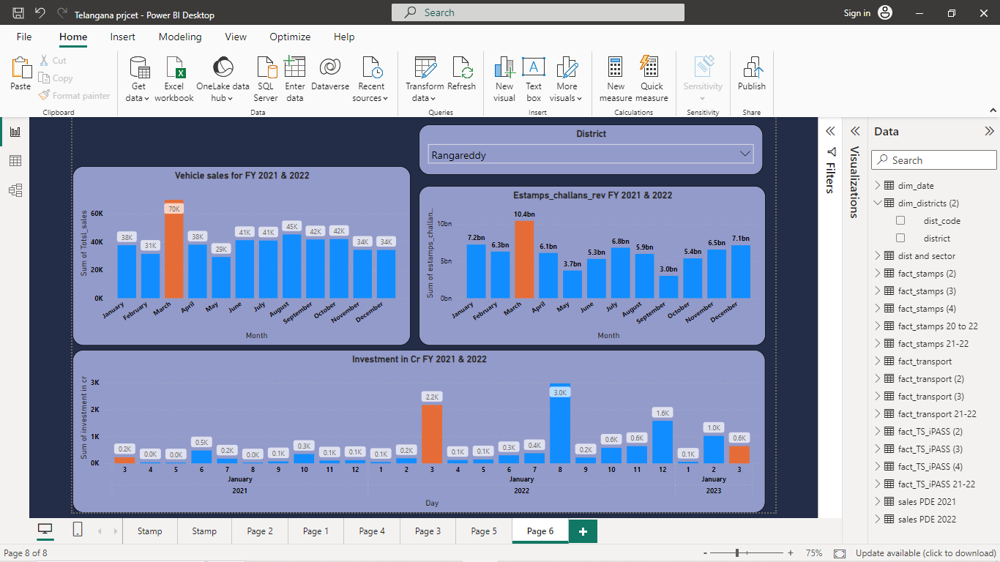 Telangana prjcet - Power BI Desktop
Search
Sign in
File Home Insert Modeling View Optimize Help
Paste
Cut
Copy
Format painter
Clipboard
Get data
Excel workbook
OneLake data hub
SQL Server
Enter data
Dataverse
Recent sources
Data
Transform data
Refresh
Queries
New visual
Text box
More visuals
Insert
New measure
Quick measure
Calculations
Sensitivity
Sensitivity
Publish
Share
District
Rangareddy
Vehicle sales for FY 2021 & 2022
Sum of Totsl_sales
60K
40K
20K
0K
38K 31K 70K 38K 29K 41K 41K 45K 42K 42K 34K 34K
January February March April May June July August September October November December
Month
Estamps_challans_rev FY 2021 & 2022
Sum of estamps_challan...
10bn
5bn
0bn
7.2bn 6.3bn 10.4bn 6.1bn 3.7bn 5.3bn 6.8bn 5.9bn 3.0bn 5.4bn 6.5bn 7.1bn
January February March April May June July August September October November December
Month
Investment in Cr FY 2021 & 2022
Sum of investment in cr
3K
2K
1K
0K
0.2K 0.0K 0.0K 0.5K 0.2K 0.0K 0.1K 0.3K 0.1K 0.1K 0.1K 0.2K 2.2K 0.1K 0.1K 0.3K 0.4K 3.0K 0.2K 0.6K 0.6K 1.6K 0.1K 1.0K 0.6K
3 4 5 6 7 8 9 10 11 12 1 2 3 4 5 6 7 8 9 10 11 12 1 2 3
January January January
2021 2022 2023
Day
Filters
Visualizations
Data
Search
dim_date
dim_districts (2)
dist_code
district
dist and sector
fact_stamps (2)
fact_stamps (3)
fact_stamps (4)
fact_stamps 20 to 22
fact_stamps 21-22
fact_transport
fact_transport (2)
fact_transport (3)
fact_transport 21-22
fact_TS_iPASS (2)
fact_TS_iPASS (3)
fact_TS_iPASS (4)
fact_TS_iPASS 21-22
sales PDE 2021
sales PDE 2022
Stamp Stamp Page 2 Page 1 Page 4 Page 3 Page 5 Page 6 +
Page 8 of 8
- + 75%
Update available (click to download)